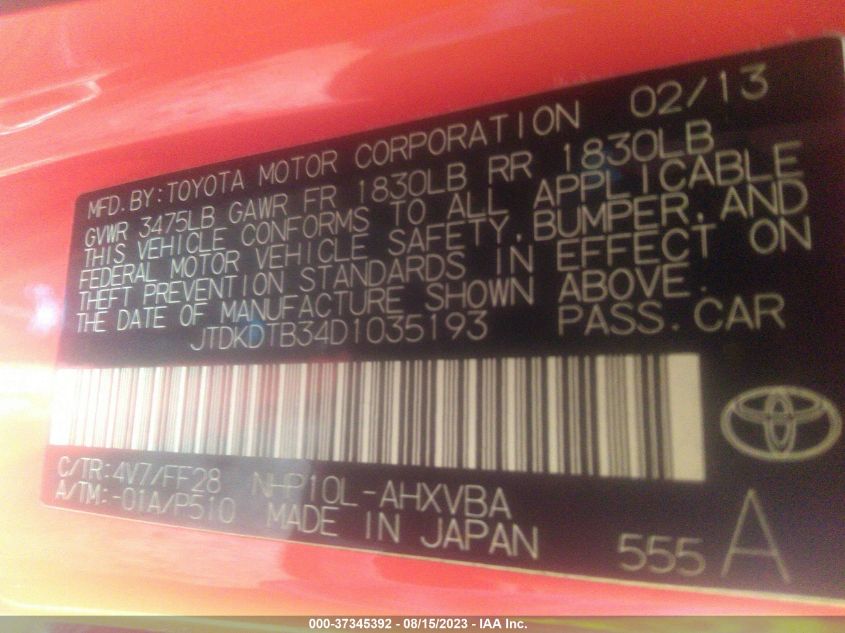 MFD. BY: TOYOTA MOTOR CORPORATION 02/13
GVWR 3475LB GAWR FR 1830LB RR 1830LB
THIS VEHICLE CONFORMS TO ALL APPLICABLE
FEDERAL MOTOR VEHICLE SAFETY, BUMPER, AND
THEFT PREVENTION STANDARDS IN EFFECT ON
THE DATE OF MANUFACTURE SHOWN ABOVE.
JTDKDTB34D1035193 PASS. CAR
C/TR: 4V7/FF28 NHP10L-AHXVBA
A/TM: -01A/P510 MADE IN JAPAN
555 A
000-37345392 - 08/15/2023 - IAA Inc.